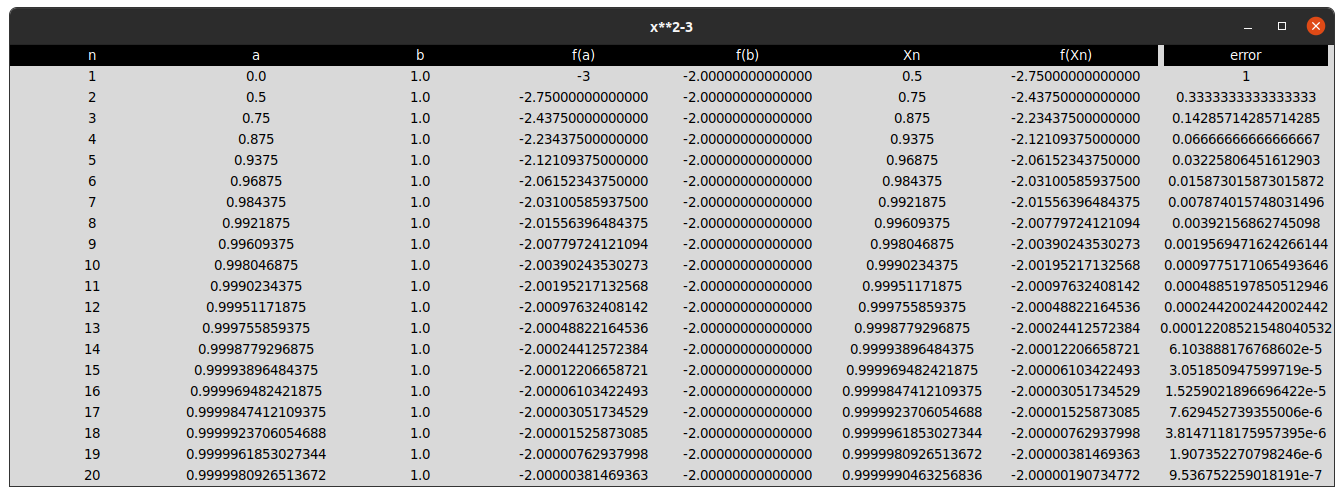 x**2-3
n a b f(a) f(b) Xn f(Xn) error
1 0.0 1.0 -3 -2.00000000000000 0.5 -2.75000000000000 1
2 0.5 1.0 -2.75000000000000 -2.00000000000000 0.75 -2.43750000000000 0.3333333333333333
3 0.75 1.0 -2.43750000000000 -2.00000000000000 0.875 -2.23437500000000 0.14285714285714285
4 0.875 1.0 -2.23437500000000 -2.00000000000000 0.9375 -2.12109375000000 0.06666666666666667
5 0.9375 1.0 -2.12109375000000 -2.00000000000000 0.96875 -2.06152343750000 0.03225806451612903
6 0.96875 1.0 -2.06152343750000 -2.00000000000000 0.984375 -2.03100585937500 0.015873015873015872
7 0.984375 1.0 -2.03100585937500 -2.00000000000000 0.9921875 -2.01556396484375 0.007874015748031496
8 0.9921875 1.0 -2.01556396484375 -2.00000000000000 0.99609375 -2.00779724121094 0.00392156862745098
9 0.99609375 1.0 -2.00779724121094 -2.00000000000000 0.998046875 -2.00390243530273 0.0019569471624266144
10 0.998046875 1.0 -2.00390243530273 -2.00000000000000 0.9990234375 -2.00195217132568 0.0009775171065493646
11 0.9990234375 1.0 -2.00195217132568 -2.00000000000000 0.99951171875 -2.00097632408142 0.0004885197850512946
12 0.99951171875 1.0 -2.00097632408142 -2.00000000000000 0.999755859375 -2.00048822164536 0.0002442002442002442
13 0.999755859375 1.0 -2.00048822164536 -2.00000000000000 0.9998779296875 -2.00024412572384 0.00012208521548040532
14 0.9998779296875 1.0 -2.00024412572384 -2.00000000000000 0.99993896484375 -2.00012206658721 6.103888176768602e-5
15 0.99993896484375 1.0 -2.00012206658721 -2.00000000000000 0.999969482421875 -2.00006103422493 3.051850947599719e-5
16 0.999969482421875 1.0 -2.00006103422493 -2.00000000000000 0.9999847412109375 -2.00003051734529 1.5259021896696422e-5
17 0.9999847412109375 1.0 -2.00003051734529 -2.00000000000000 0.9999923706054688 -2.00001525873085 7.629452739355006e-6
18 0.9999923706054688 1.0 -2.00001525873085 -2.00000000000000 0.9999961853027344 -2.00000762937998 3.8147118175957395e-6
19 0.9999961853027344 1.0 -2.00000762937998 -2.00000000000000 0.9999980926513672 -2.00000381469363 1.907352270798246e-6
20 0.9999980926513672 1.0 -2.00000381469363 -2.00000000000000 0.9999990463256836 -2.00000190734772 9.536752259018191e-7